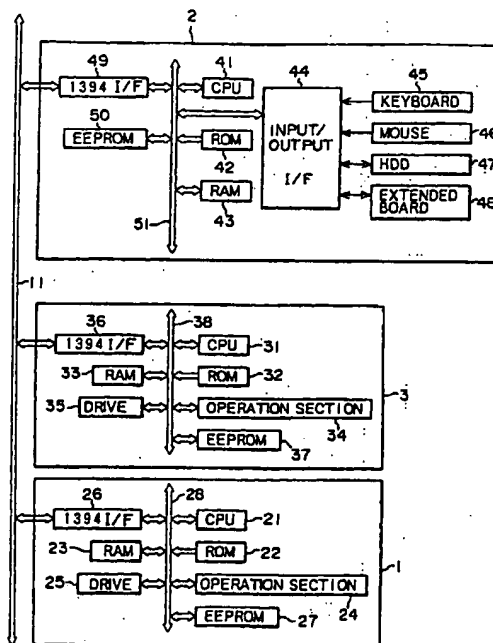 2
49 41 44 45
1394 I/F CPU KEYBOARD
50 INPUT/ MOUSE 46
EEPROM ROM OUTPUT HDD 47
42 I/F EXTENDED
BOARD 48
RAM
51 43
11
36 38
1394 I/F CPU 31
33 RAM ROM 32
35 DRIVE OPERATION SECTION 3
34
EEPROM
37
26 28
1394 I/F CPU 21
23 RAM ROM 22
25 DRIVE OPERATION SECTION 1
24
EEPROM 27